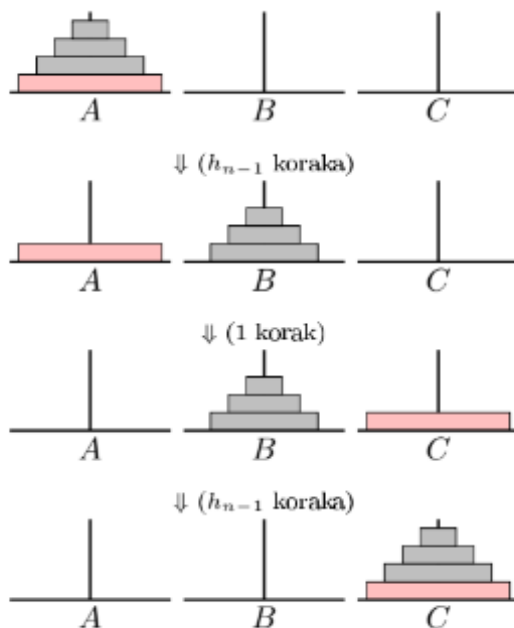 A B C
⇓ (h_{n−1} koraka)
A B C
⇓ (1 korak)
A B C
⇓ (h_{n−1} koraka)
A B C